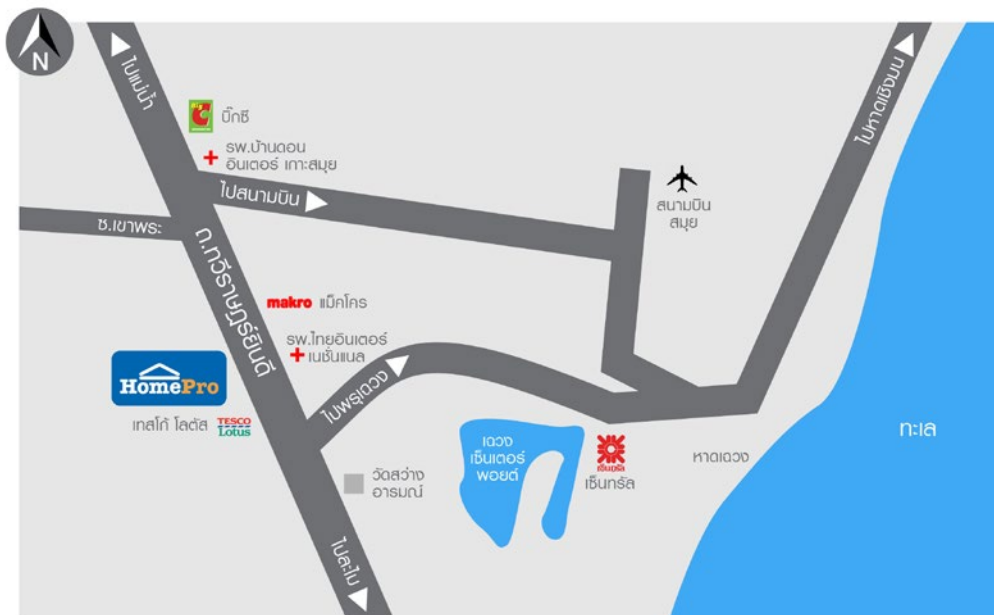 N
ไปแม่น้ำ
บิ๊กซี
รพ.บ้านดอน
อินเตอร์ เกาะสมุย
ไปสนามบิน
ซ.เขาพระ
ถ.ทวีราษฎร์ยินดี
สนามบิน
สมุย
ไปหาดเชิงมน
makro แม็คโคร
รพ.ไทยอินเตอร์
เนชั่นแนล
HomePro
ไปพรุเฉวง
เทสโก้ โลตัส TESCO
Lotus
เฉวง
เซ็นเตอร์
พอยต์
เซ็นทรัล
เซ็นทรัล
หาดเฉวง
ทะเล
วัดสว่าง
อารมณ์
ไปละไม